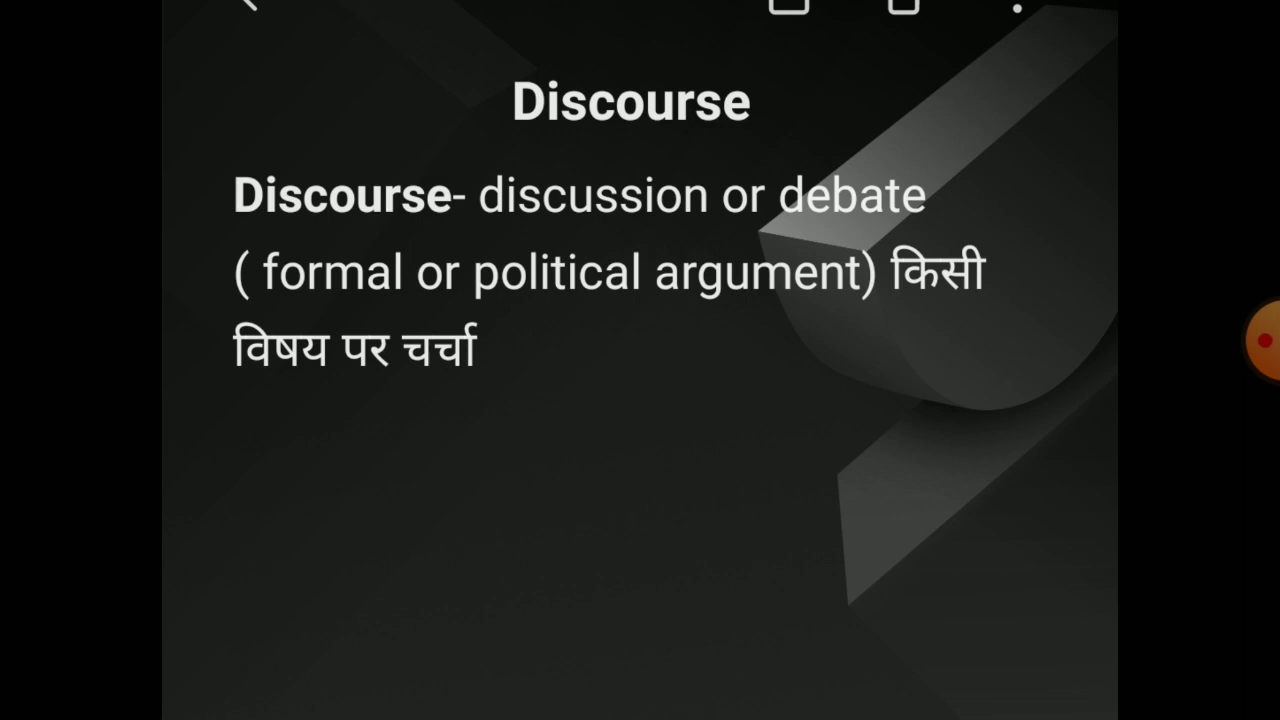 Discourse
Discourse- discussion or debate
( formal or political argument) किसी
विषय पर चर्चा